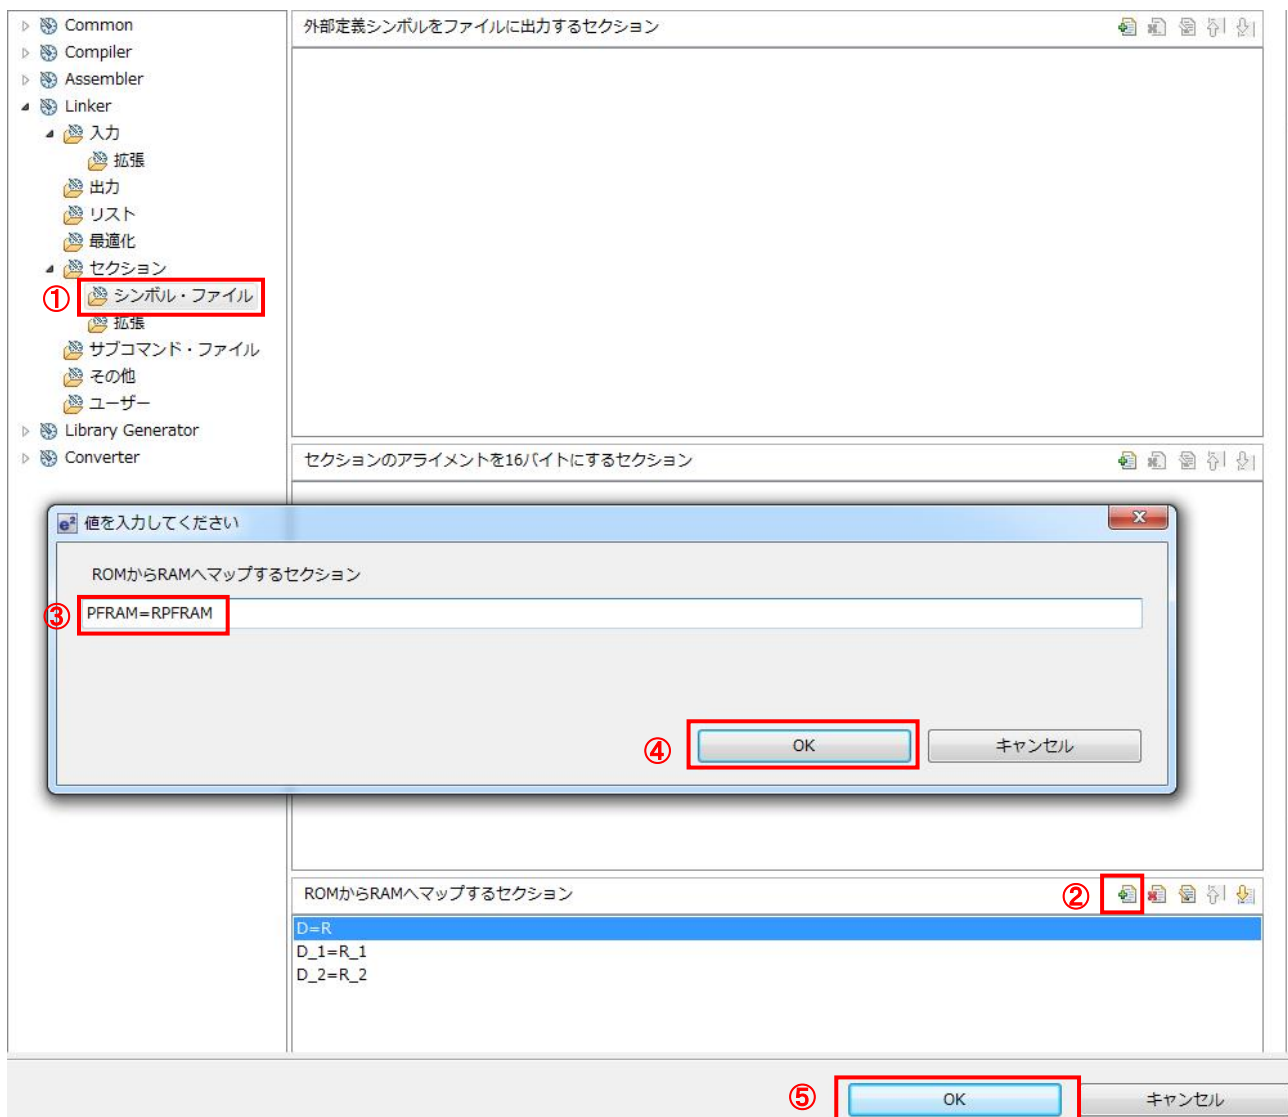 Common
Compiler
Assembler
Linker
入力
拡張
出力
リスト
最適化
セクション
① シンボル・ファイル
拡張
サブコマンド・ファイル
その他
ユーザー
Library Generator
Converter
外部定義シンボルをファイルに出力するセクション
セクションのアライメントを16バイトにするセクション
e² 値を入力してください
ROMからRAMへマップするセクション
③ PFRAM=RPFRAM
④ OK キャンセル
ROMからRAMへマップするセクション ②
D=R
D_1=R_1
D_2=R_2
⑤ OK キャンセル